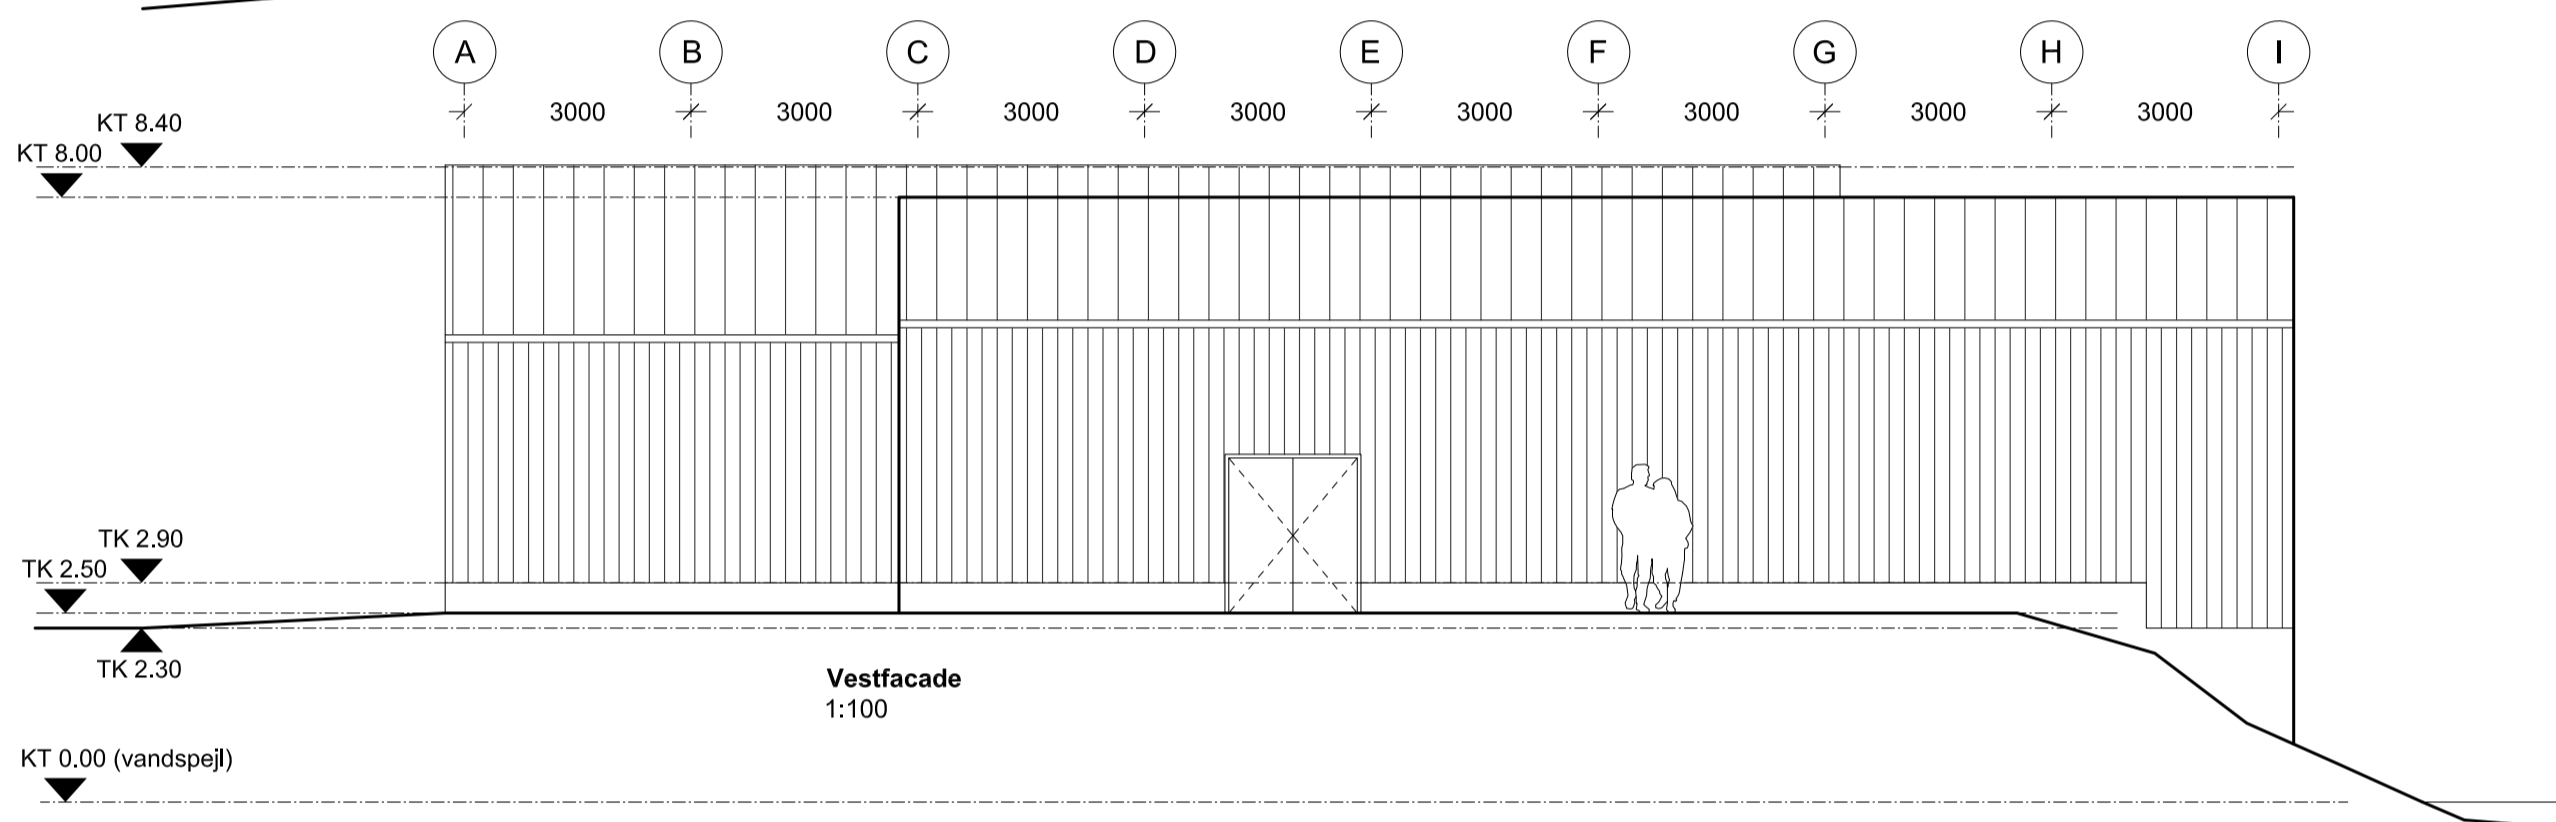 A B C D E F G H I
3000 3000 3000 3000 3000 3000 3000 3000
KT 8.40
KT 8.00
TK 2.90
TK 2.50
TK 2.30
Vestfacade
1:100
KT 0.00 (vandspejl)